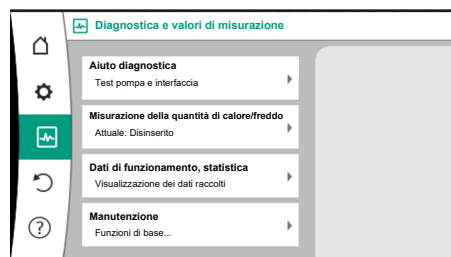 Diagnostica e valori di misurazione
Aiuto diagnostica
Test pompa e interfaccia
Misurazione della quantità di calore/freddo
Attuale: Disinserito
Dati di funzionamento, statistica
Visualizzazione dei dati raccolti
Manutenzione
Funzioni di base...
?